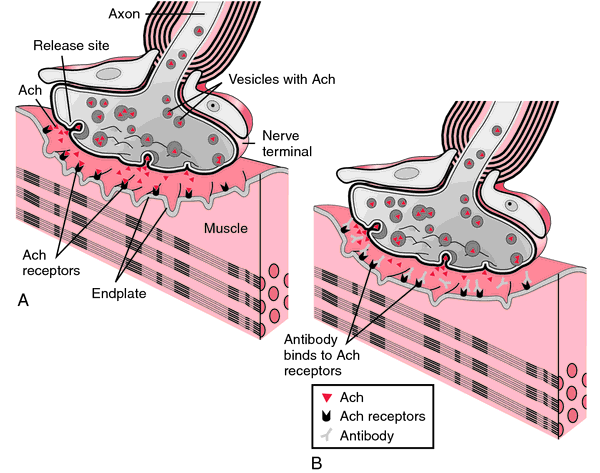 Axon
Release site
Vesicles with Ach
Ach
Nerve
terminal
Muscle
Ach
receptors
Endplate
A
Antibody
binds to Ach
receptors
Ach
Ach receptors
Antibody
B